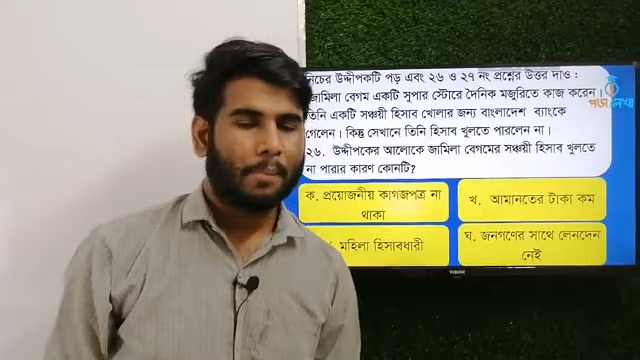 নিচের উদ্দীপকটি পড় এবং ২৬ ও ২৭ নং প্রশ্নের উত্তর দাও :
জামিলা বেগম একটি সুপার স্টোরে দৈনিক মজুরিতে কাজ করেন।
তিনি একটি সঞ্চয়ী হিসাব খোলার জন্য বাংলাদেশ ব্যাংকে
গেলেন। কিন্তু সেখানে তিনি হিসাব খুলতে পারলেন না।
২৬. উদ্দীপকের আলোকে জামিলা বেগমের সঞ্চয়ী হিসাব খুলতে
না পারার কারণ কোনটি?
ক. প্রয়োজনীয় কাগজপত্র না
থাকা
খ. আমানতের টাকা কম
মহিলা হিসাবধারী
ঘ. জনগণের সাথে লেনদেন
নেই